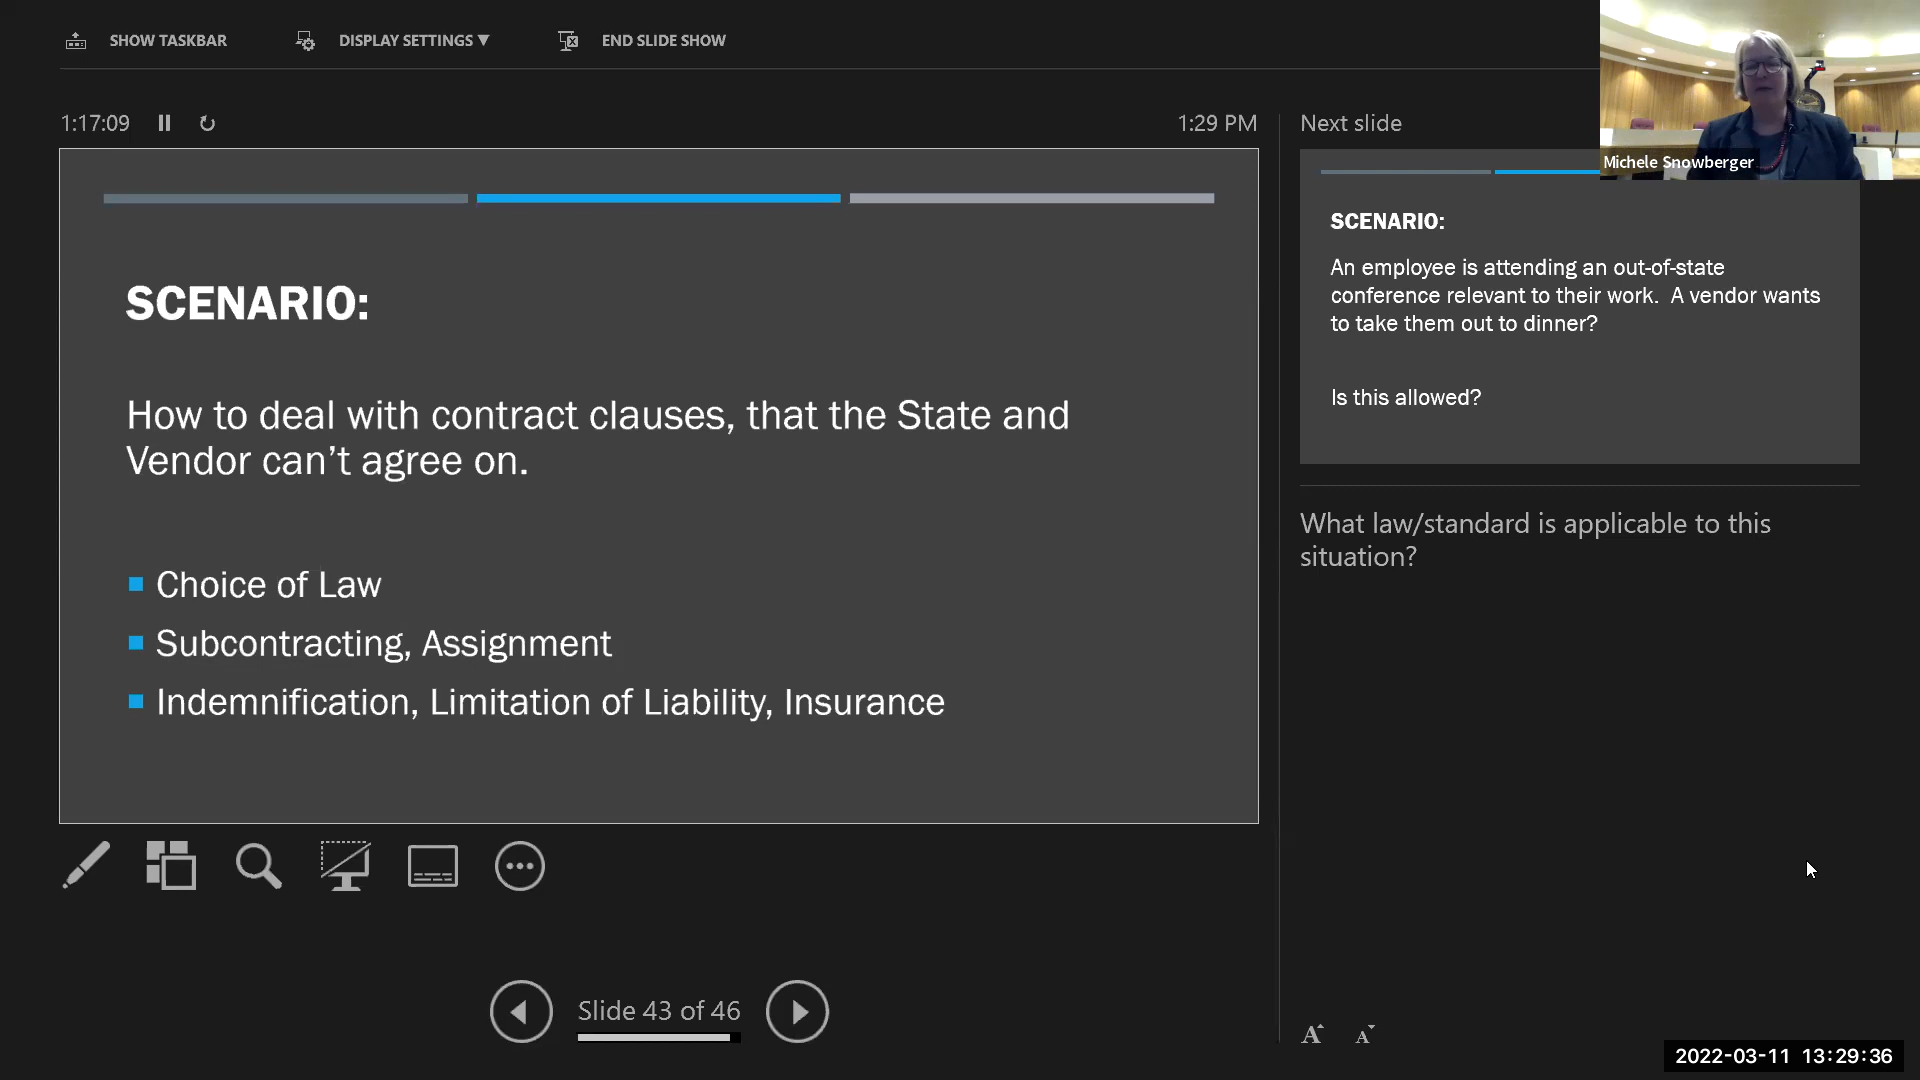 SHOW TASKBAR
DISPLAY SETTINGS ▼
END SLIDE SHOW
Michele Snowberger
1:17:09
1:29 PM
Next slide
SCENARIO:
How to deal with contract clauses, that the State and
Vendor can't agree on.
Choice of Law
Subcontracting, Assignment
Indemnification, Limitation of Liability, Insurance
SCENARIO:
An employee is attending an out-of-state
conference relevant to their work.  A vendor wants
to take them out to dinner?
Is this allowed?
What law/standard is applicable to this
situation?
Slide 43 of 46
A A
2022-03-11 13:29:36